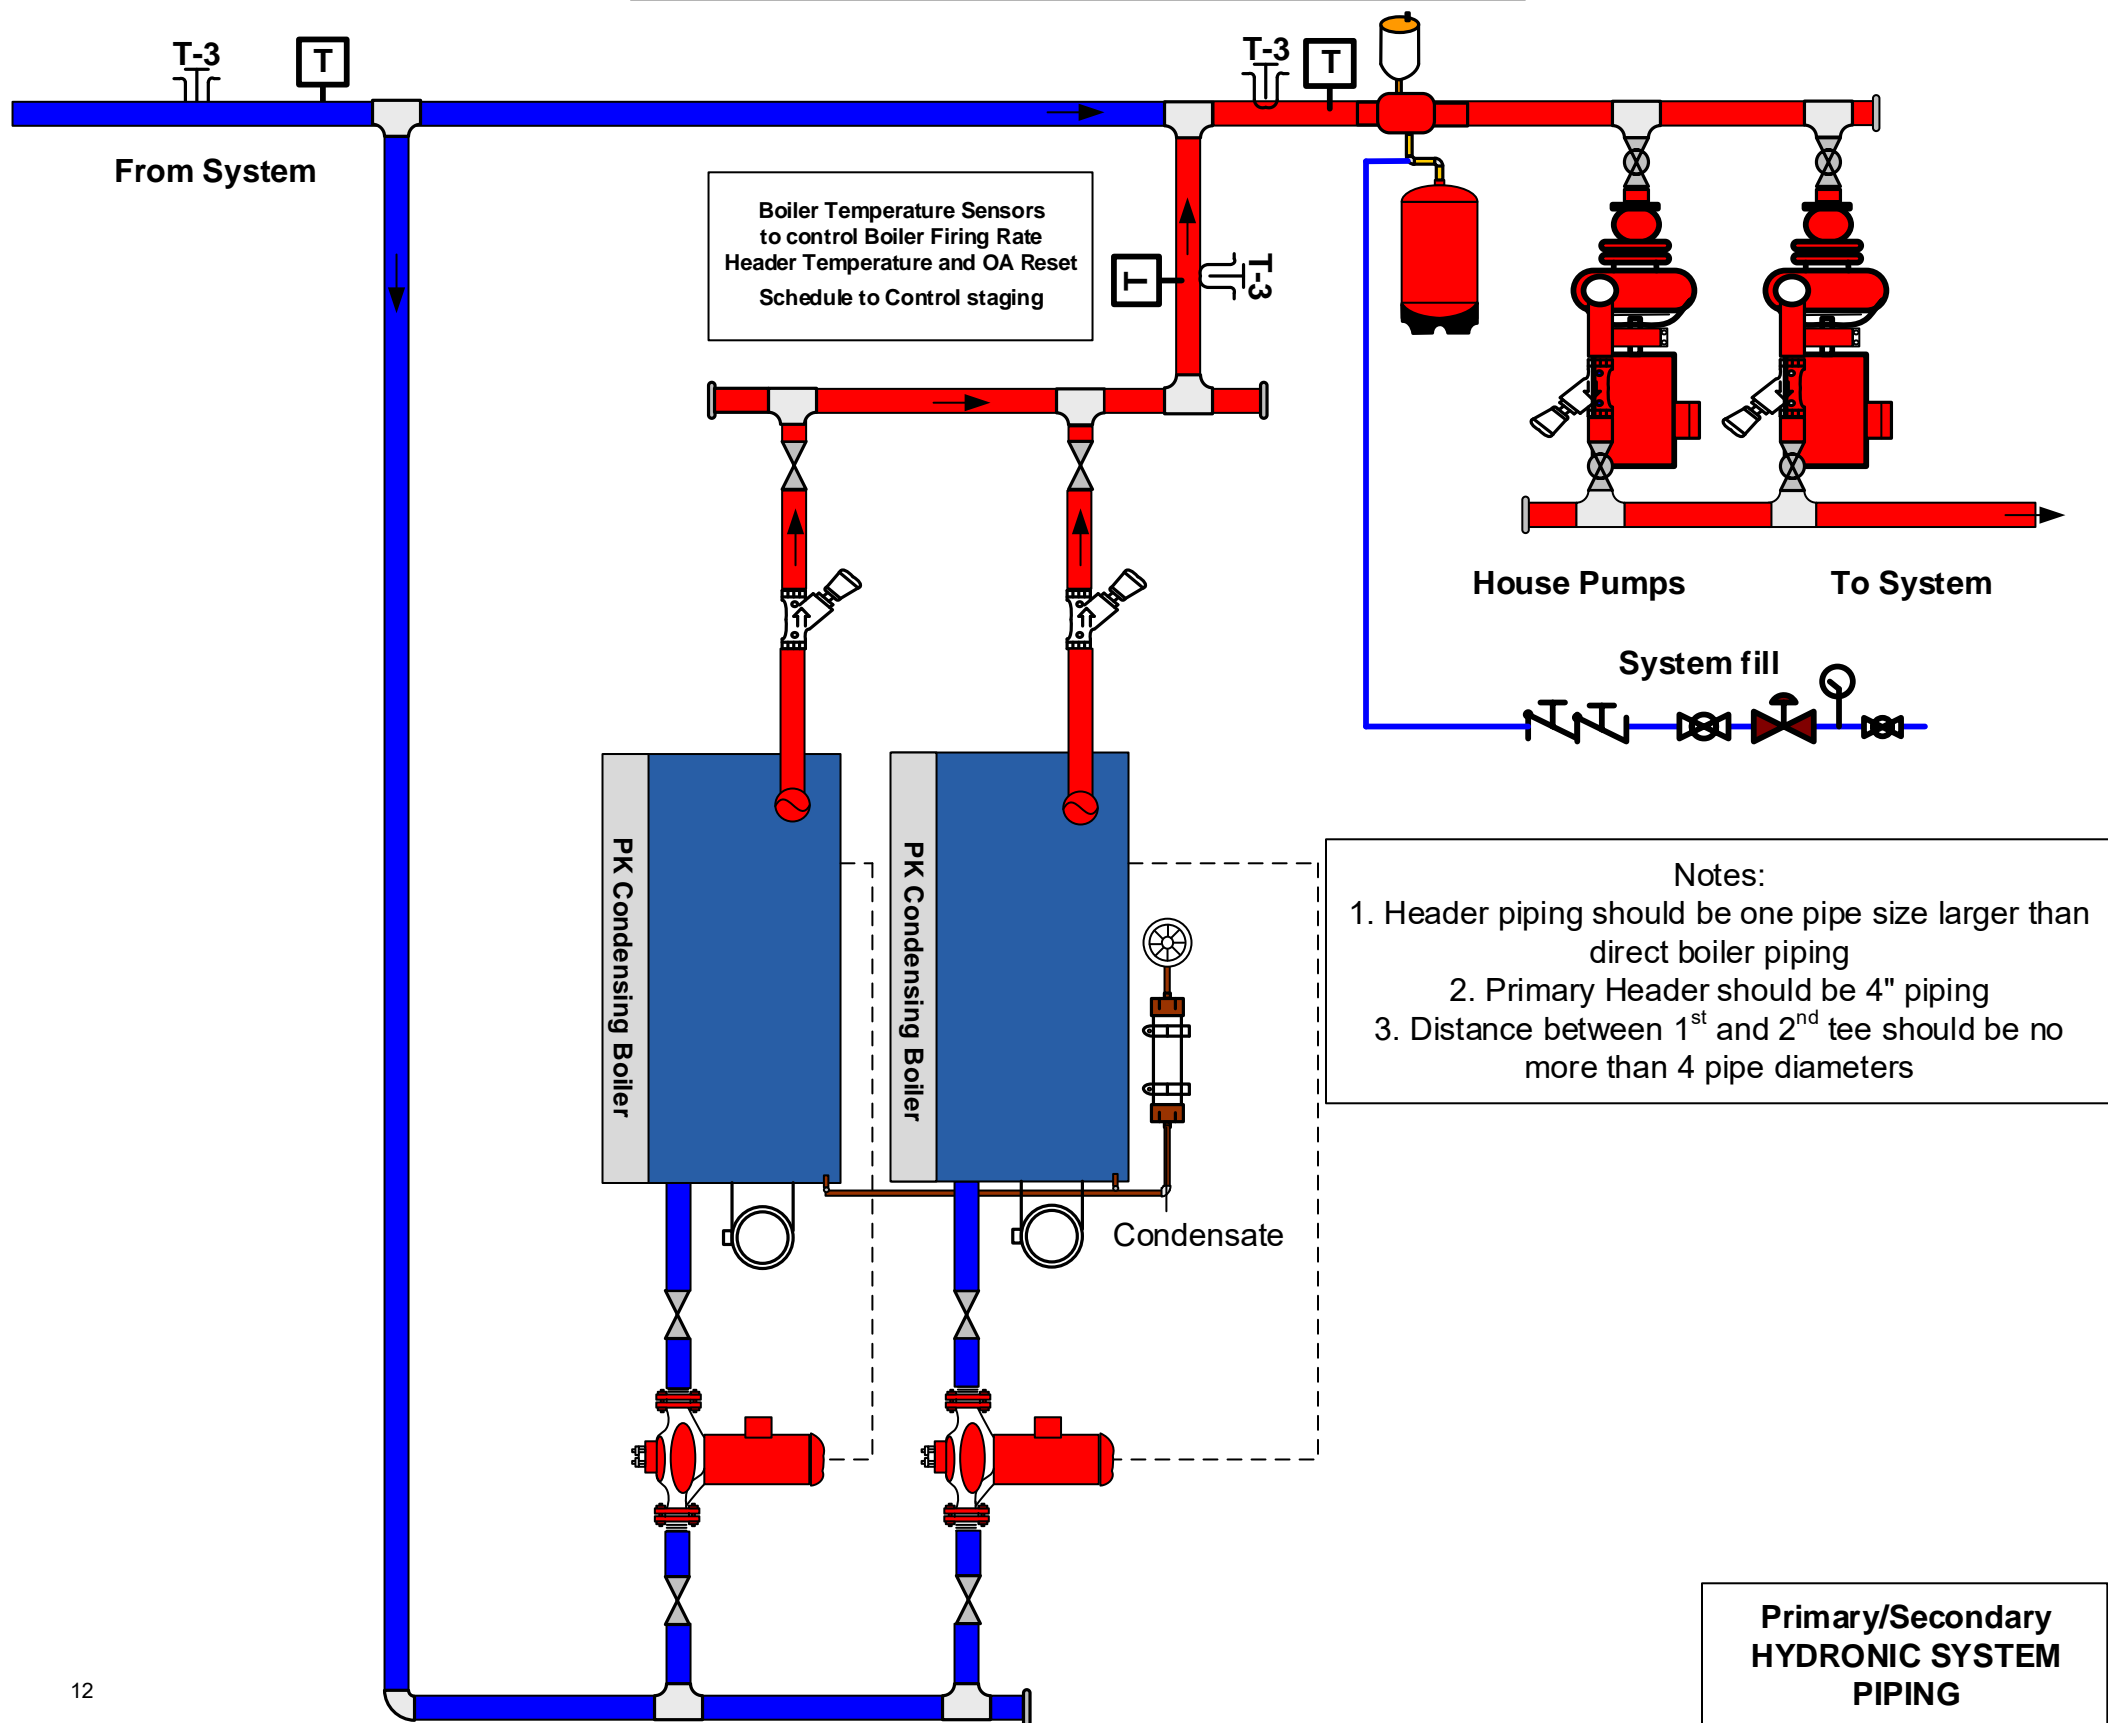 T-3
T
T-3
T
From System
Boiler Temperature Sensors
to control Boiler Firing Rate
Header Temperature and OA Reset
Schedule to Control staging
T
T-3
House Pumps
To System
System fill
PK Condensing Boiler
PK Condensing Boiler
Notes:
1. Header piping should be one pipe size larger than
direct boiler piping
2. Primary Header should be 4" piping
3. Distance between 1st and 2nd tee should be no
more than 4 pipe diameters
Condensate
Primary/Secondary
HYDRONIC SYSTEM
PIPING
12